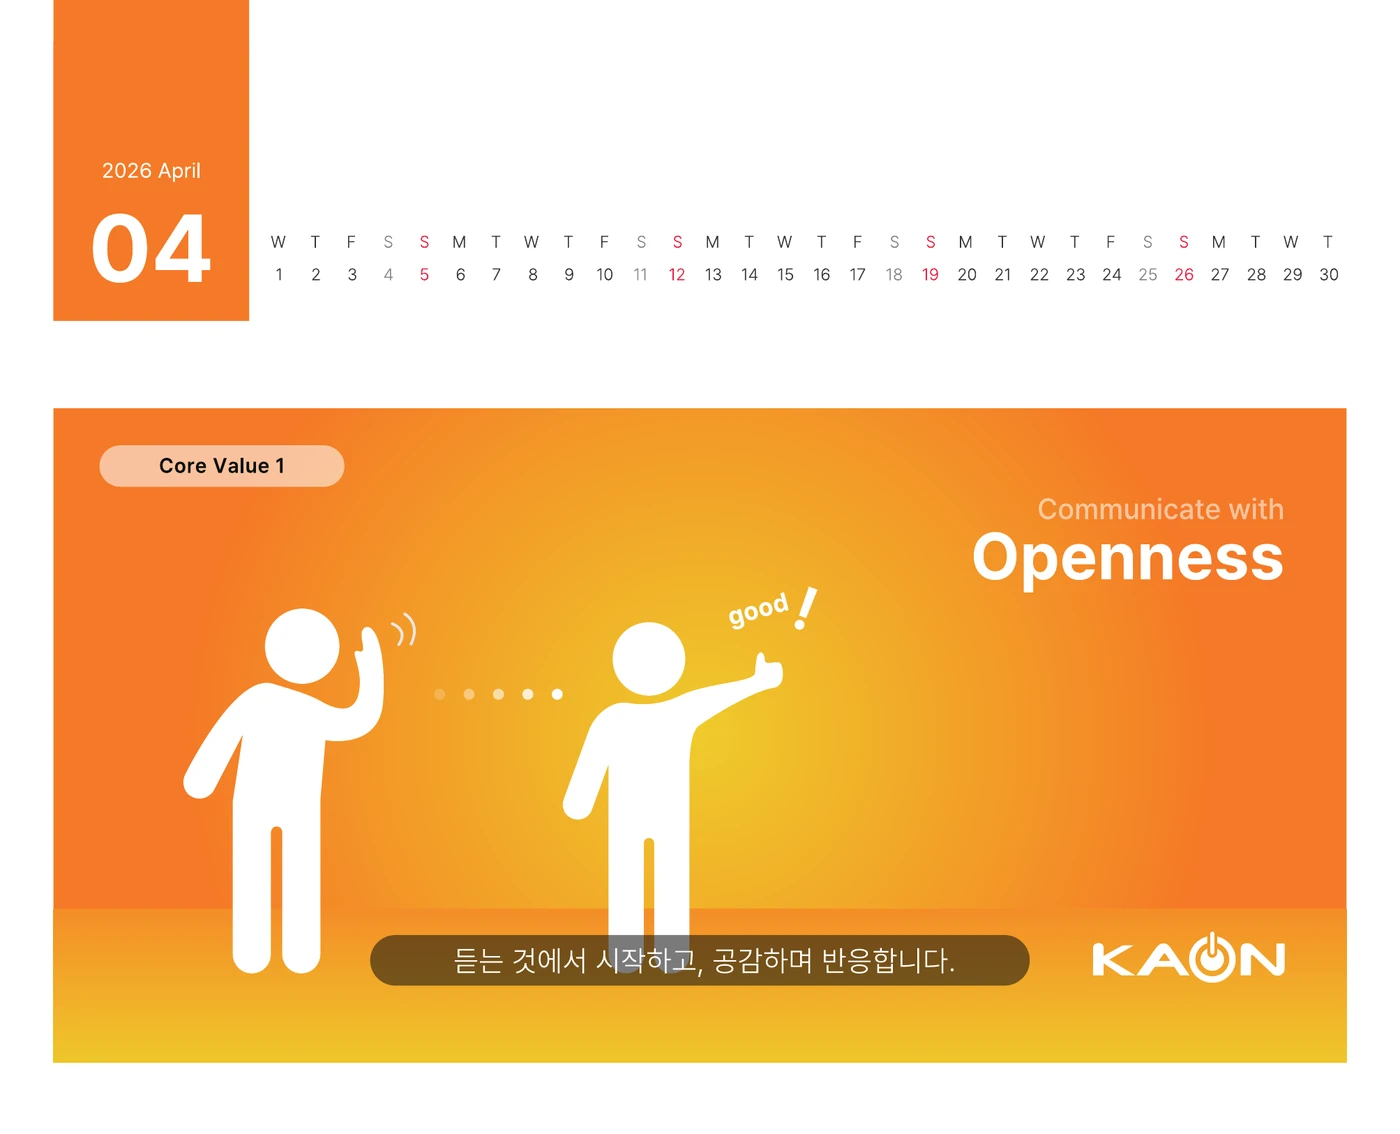 2026 April
04
W T F S S M T W T F S S M T W T F S S M T W T F S S M T W T
1 2 3 4 5 6 7 8 9 10 11 12 13 14 15 16 17 18 19 20 21 22 23 24 25 26 27 28 29 30
Core Value 1
Communicate with
Openness
good!
듣는 것에서 시작하고, 공감하며 반응합니다.
KAON